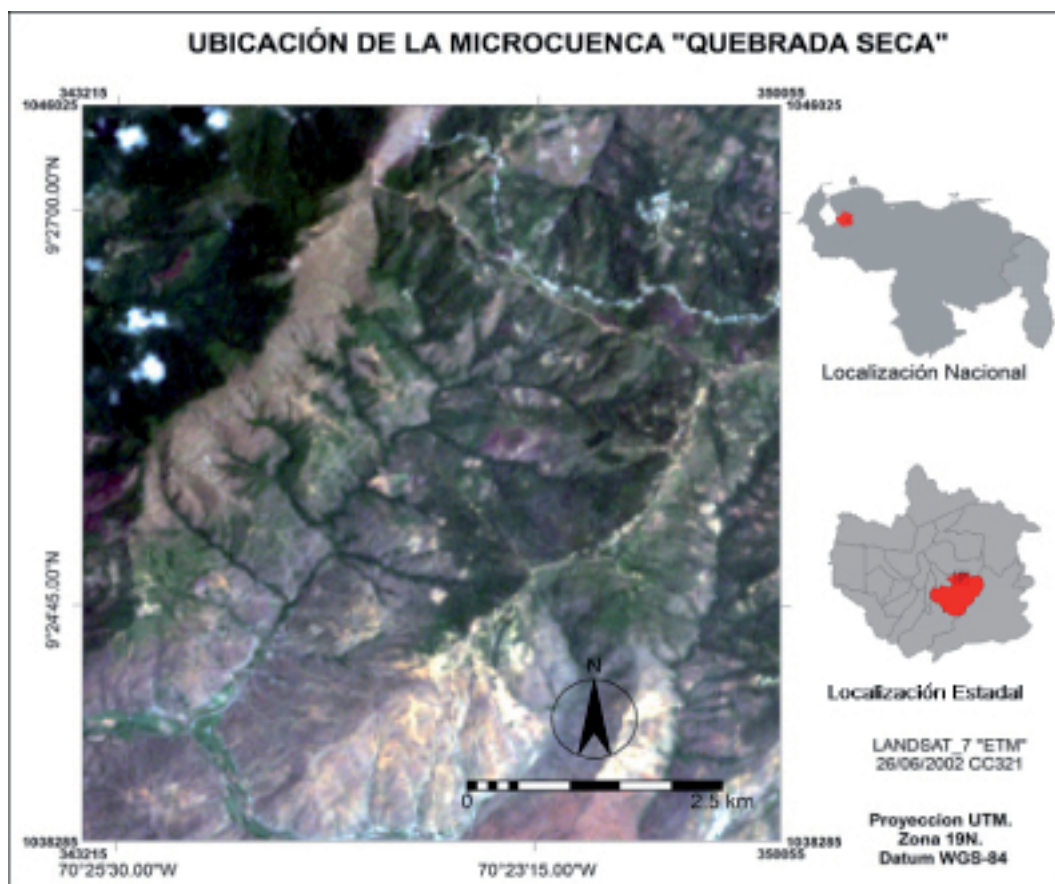 UBICACIÓN DE LA MICROCUENCA "QUEBRADA SECA"
343215
1046025
350055
1046025
9°27'00.00"N
9°24'45.00"N
Localización Nacional
Localización Estadal
N
0
2.5 km
LANDSAT_7 "ETM"
26/06/2002 CC321
Proyeccion UTM.
Zona 19N.
Datum WGS-84
1038285
343215
1038285
350055
70°25'30.00"W
70°23'15.00"W